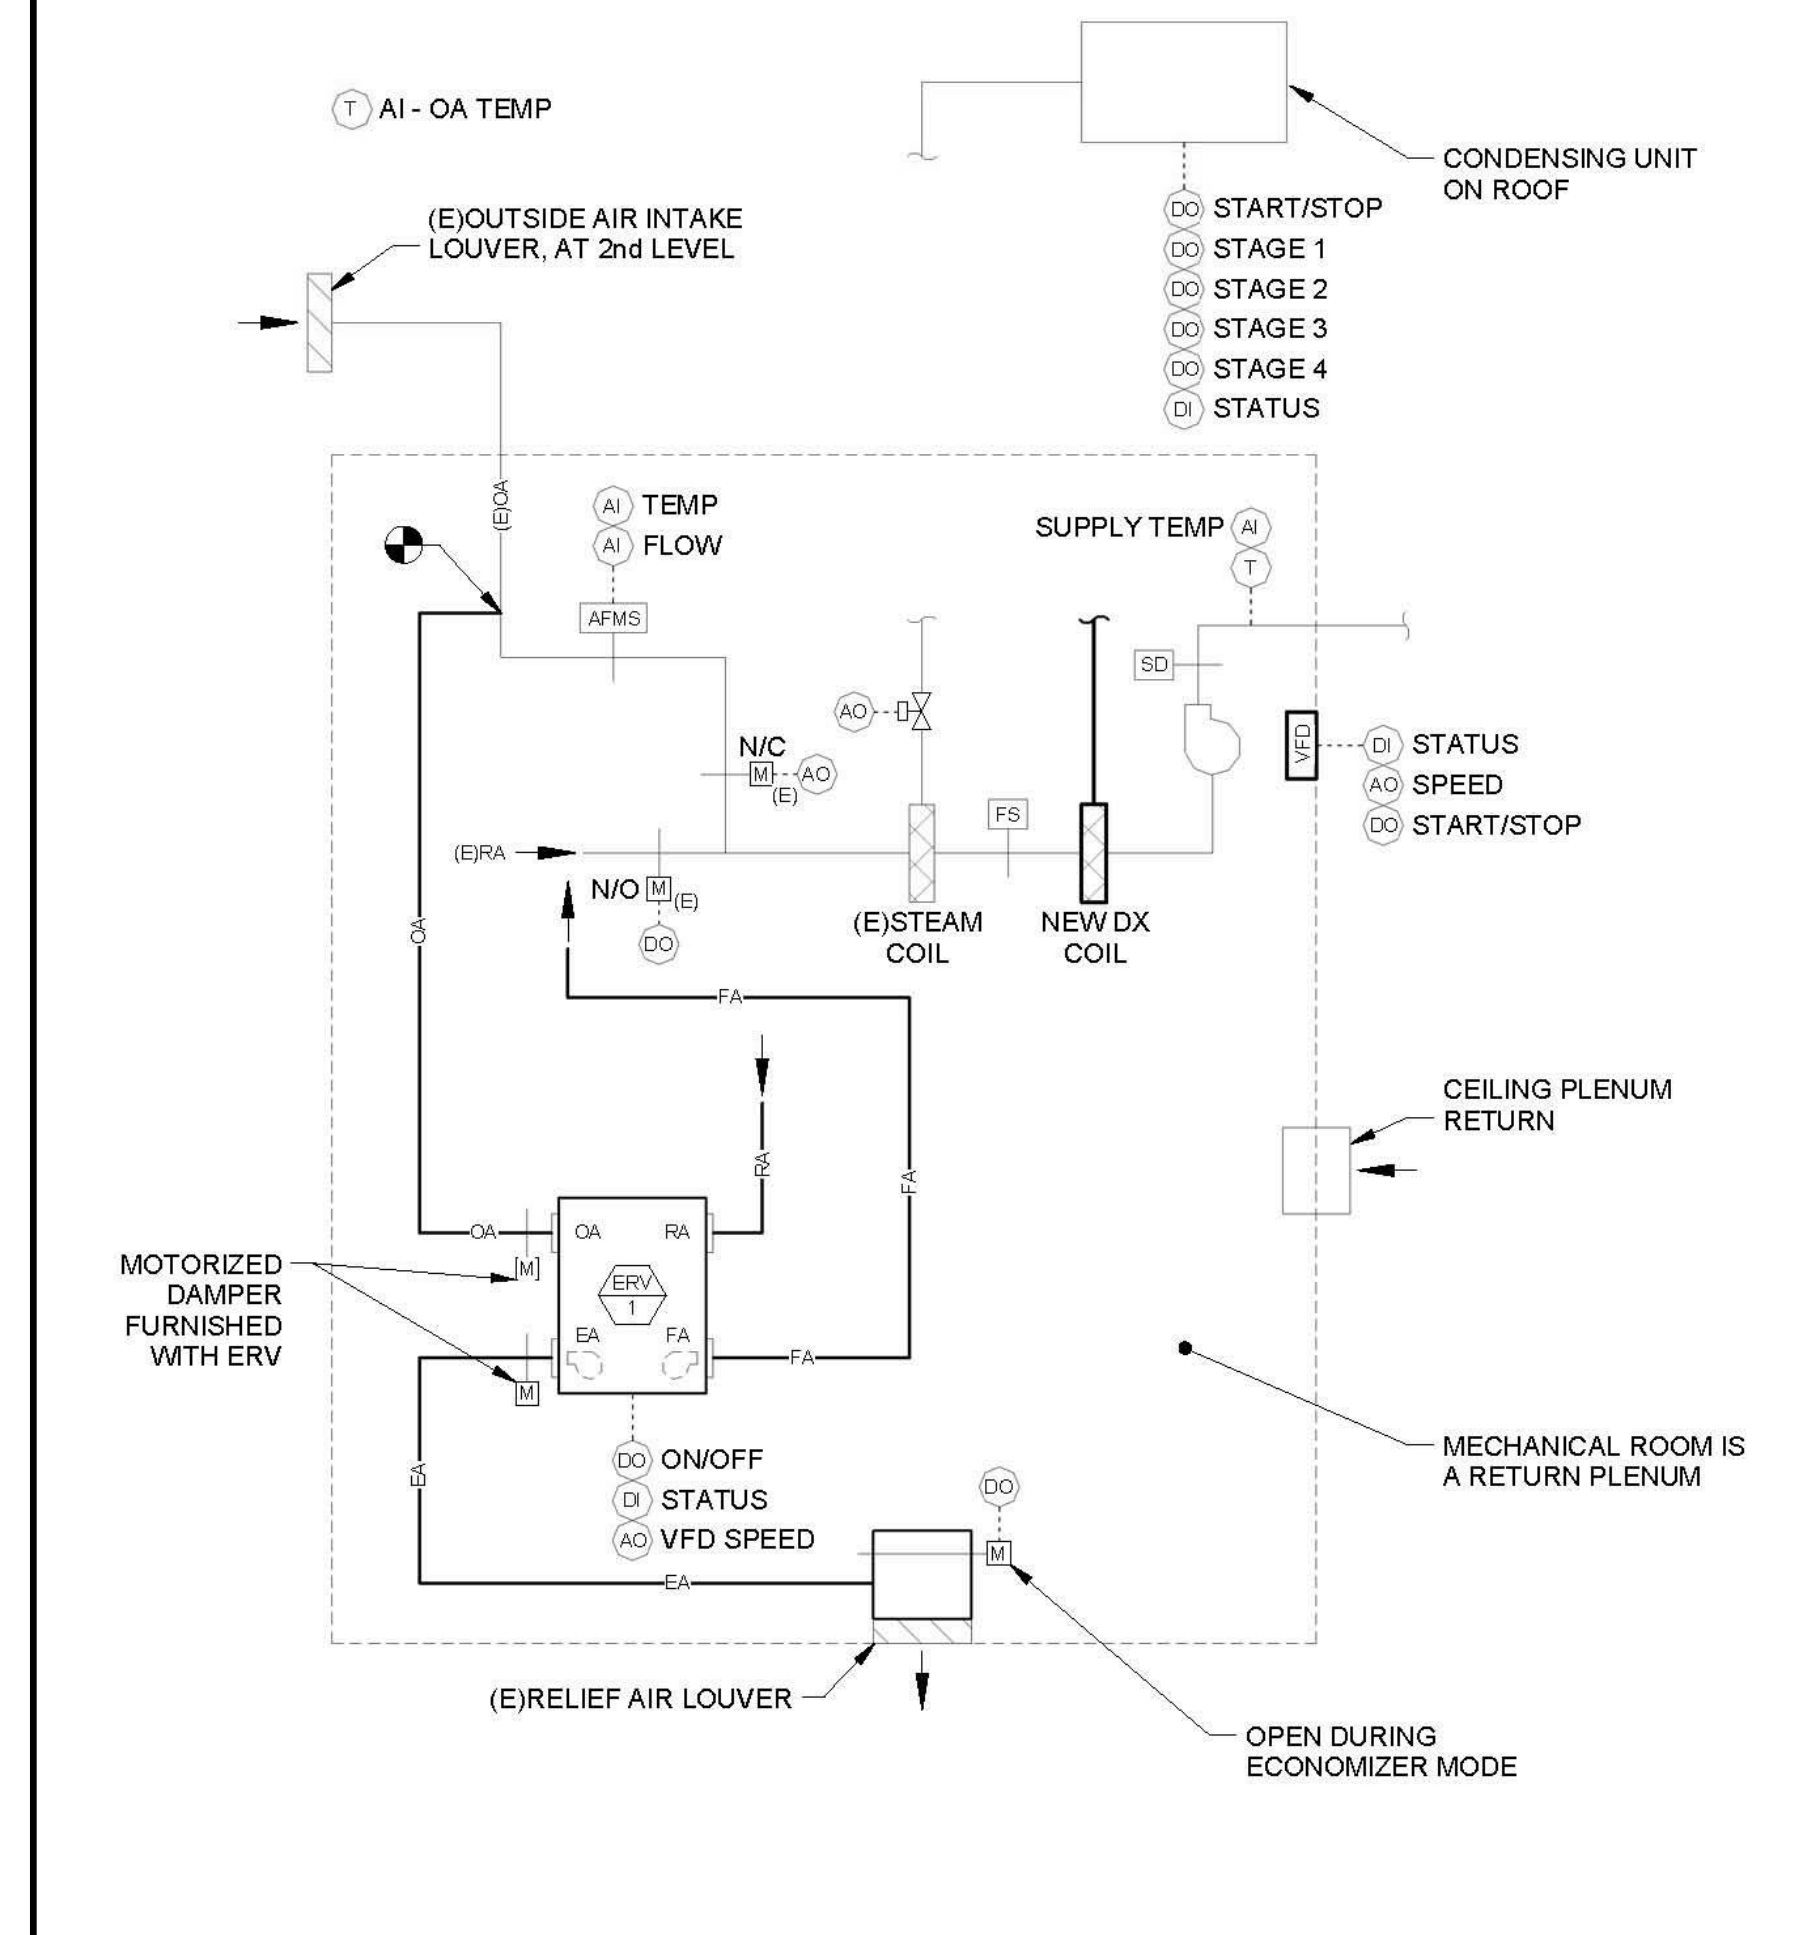 T AI - OA TEMP
CONDENSING UNIT
ON ROOF
DO START/STOP
DO STAGE 1
DO STAGE 2
DO STAGE 3
DO STAGE 4
DI STATUS
(E)OUTSIDE AIR INTAKE
LOUVER, AT 2nd LEVEL
(E)OA
AI TEMP
AI FLOW
AFMS
SUPPLY TEMP AI
T
SD
AO
VFD
DI STATUS
AO SPEED
DO START/STOP
N/C
M AO
(E)
FS
(E)RA
N/O M (E)
DO
(E)STEAM
COIL
NEW DX
COIL
OA
FA
RA
FA
CEILING PLENUM
RETURN
OA
OA RA
[M]
ERV
1
EA FA
FA
M
MOTORIZED
DAMPER
FURNISHED
WITH ERV
MECHANICAL ROOM IS
A RETURN PLENUM
EA
DO ON/OFF
DI STATUS
AO VFD SPEED
DO
M
EA
(E)RELIEF AIR LOUVER
OPEN DURING
ECONOMIZER MODE